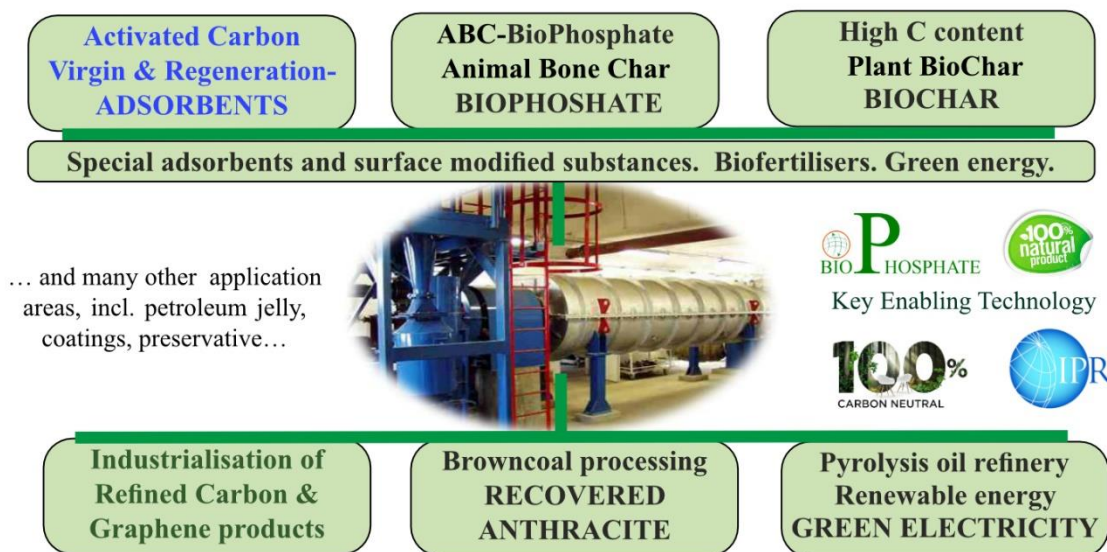 Activated Carbon
Virgin & Regeneration-
ADSORBENTS
ABC-BioPhosphate
Animal Bone Char
BIOPHOSHATE
High C content
Plant BioChar
BIOCHAR
Special adsorbents and surface modified substances. Biofertilisers. Green energy.
… and many other application
areas, incl. petroleum jelly,
coatings, preservative…
BIO PHOSPHATE
100%
natural
product
Key Enabling Technology
100%
CARBON NEUTRAL
IPR
Industrialisation of
Refined Carbon &
Graphene products
Browncoal processing
RECOVERED
ANTHRACITE
Pyrolysis oil refinery
Renewable energy
GREEN ELECTRICITY